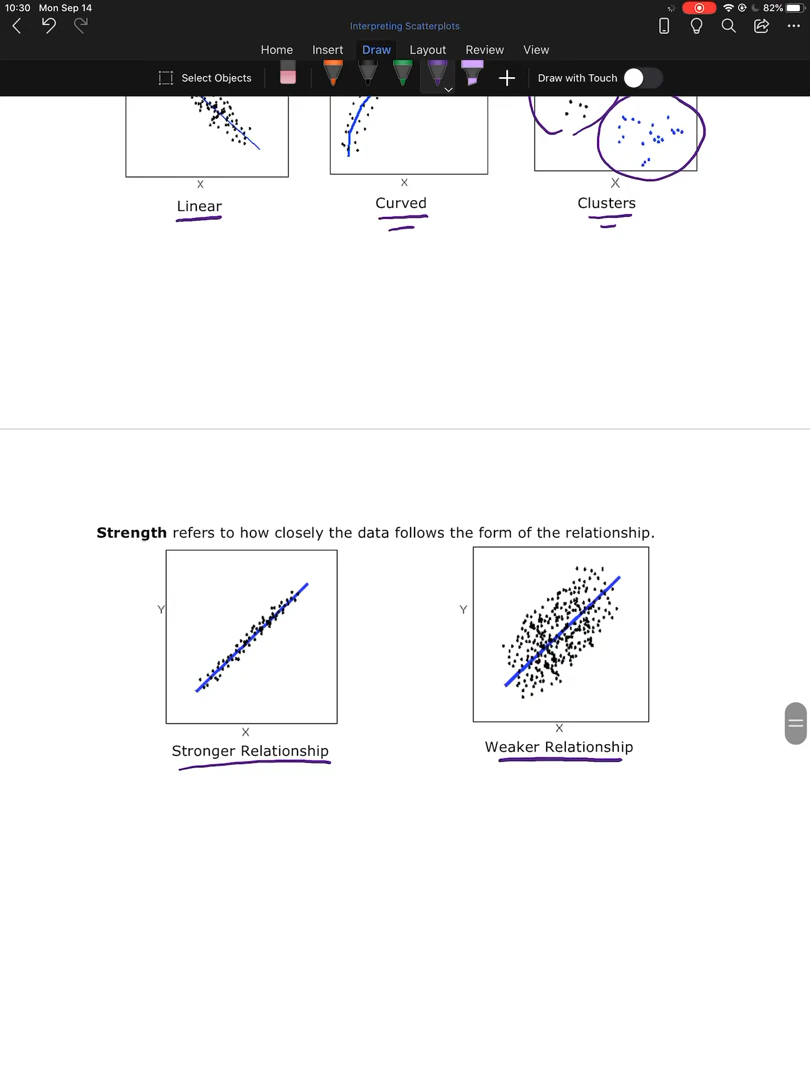 10:30 Mon Sep 14
82%
Interpreting Scatterplots
Home Insert Draw Layout Review View
Select Objects
Draw with Touch
X X X
Linear Curved Clusters
Strength refers to how closely the data follows the form of the relationship.
Y Y
X X
Stronger Relationship Weaker Relationship